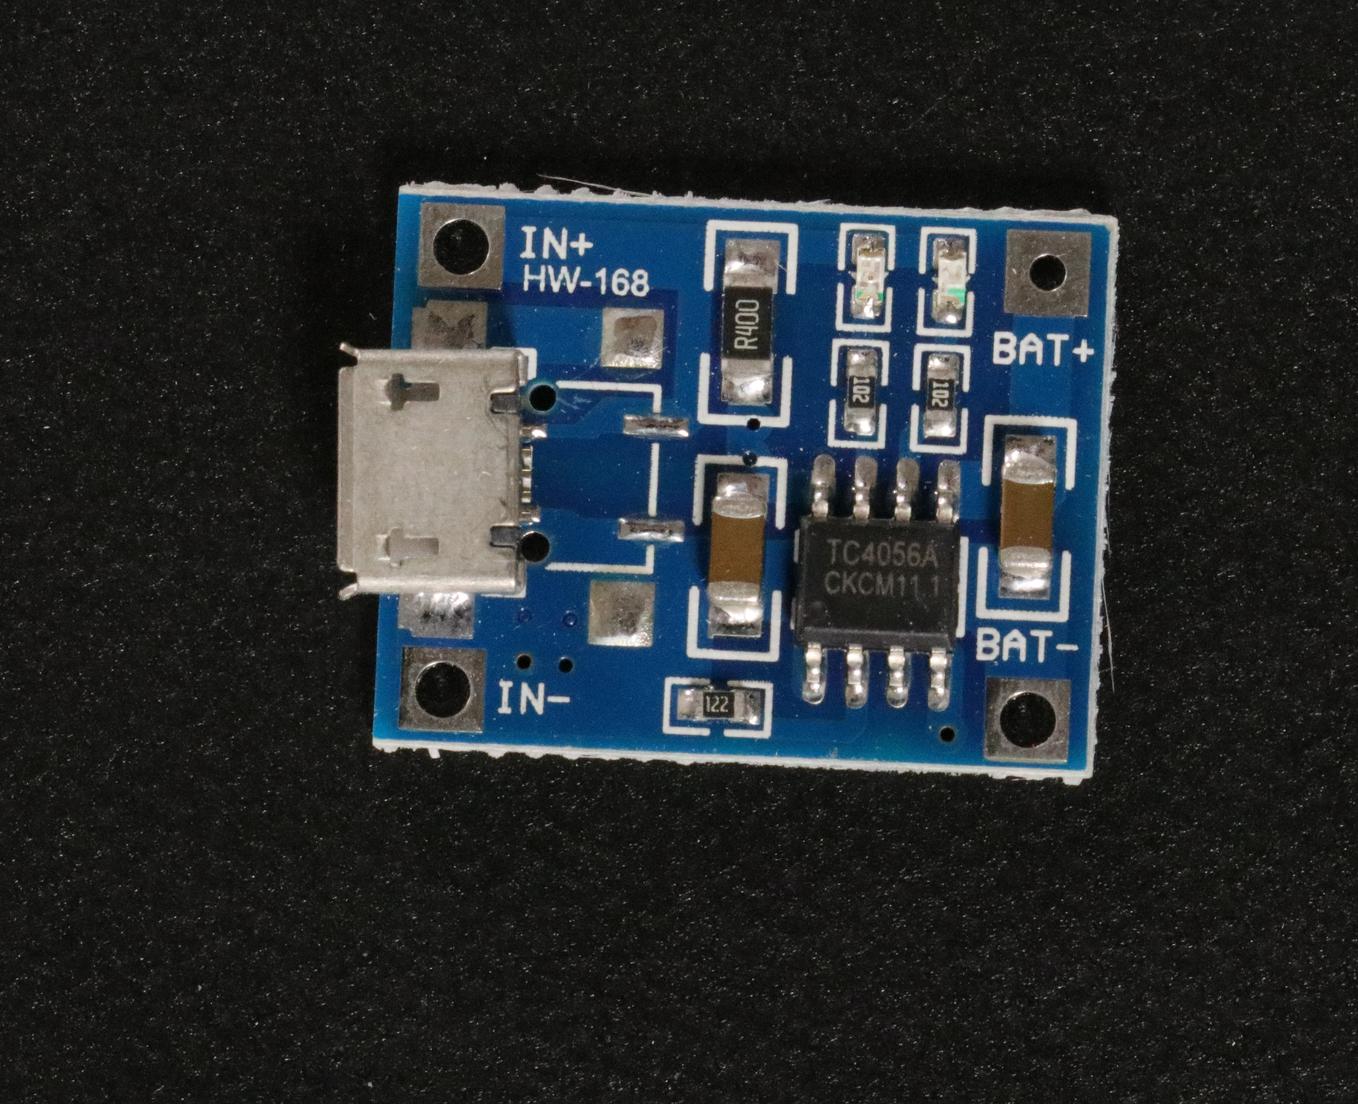 IN+
HW-168
R400
102
102
BAT+
TC4056A
CKCM11.1
BAT-
122
IN-